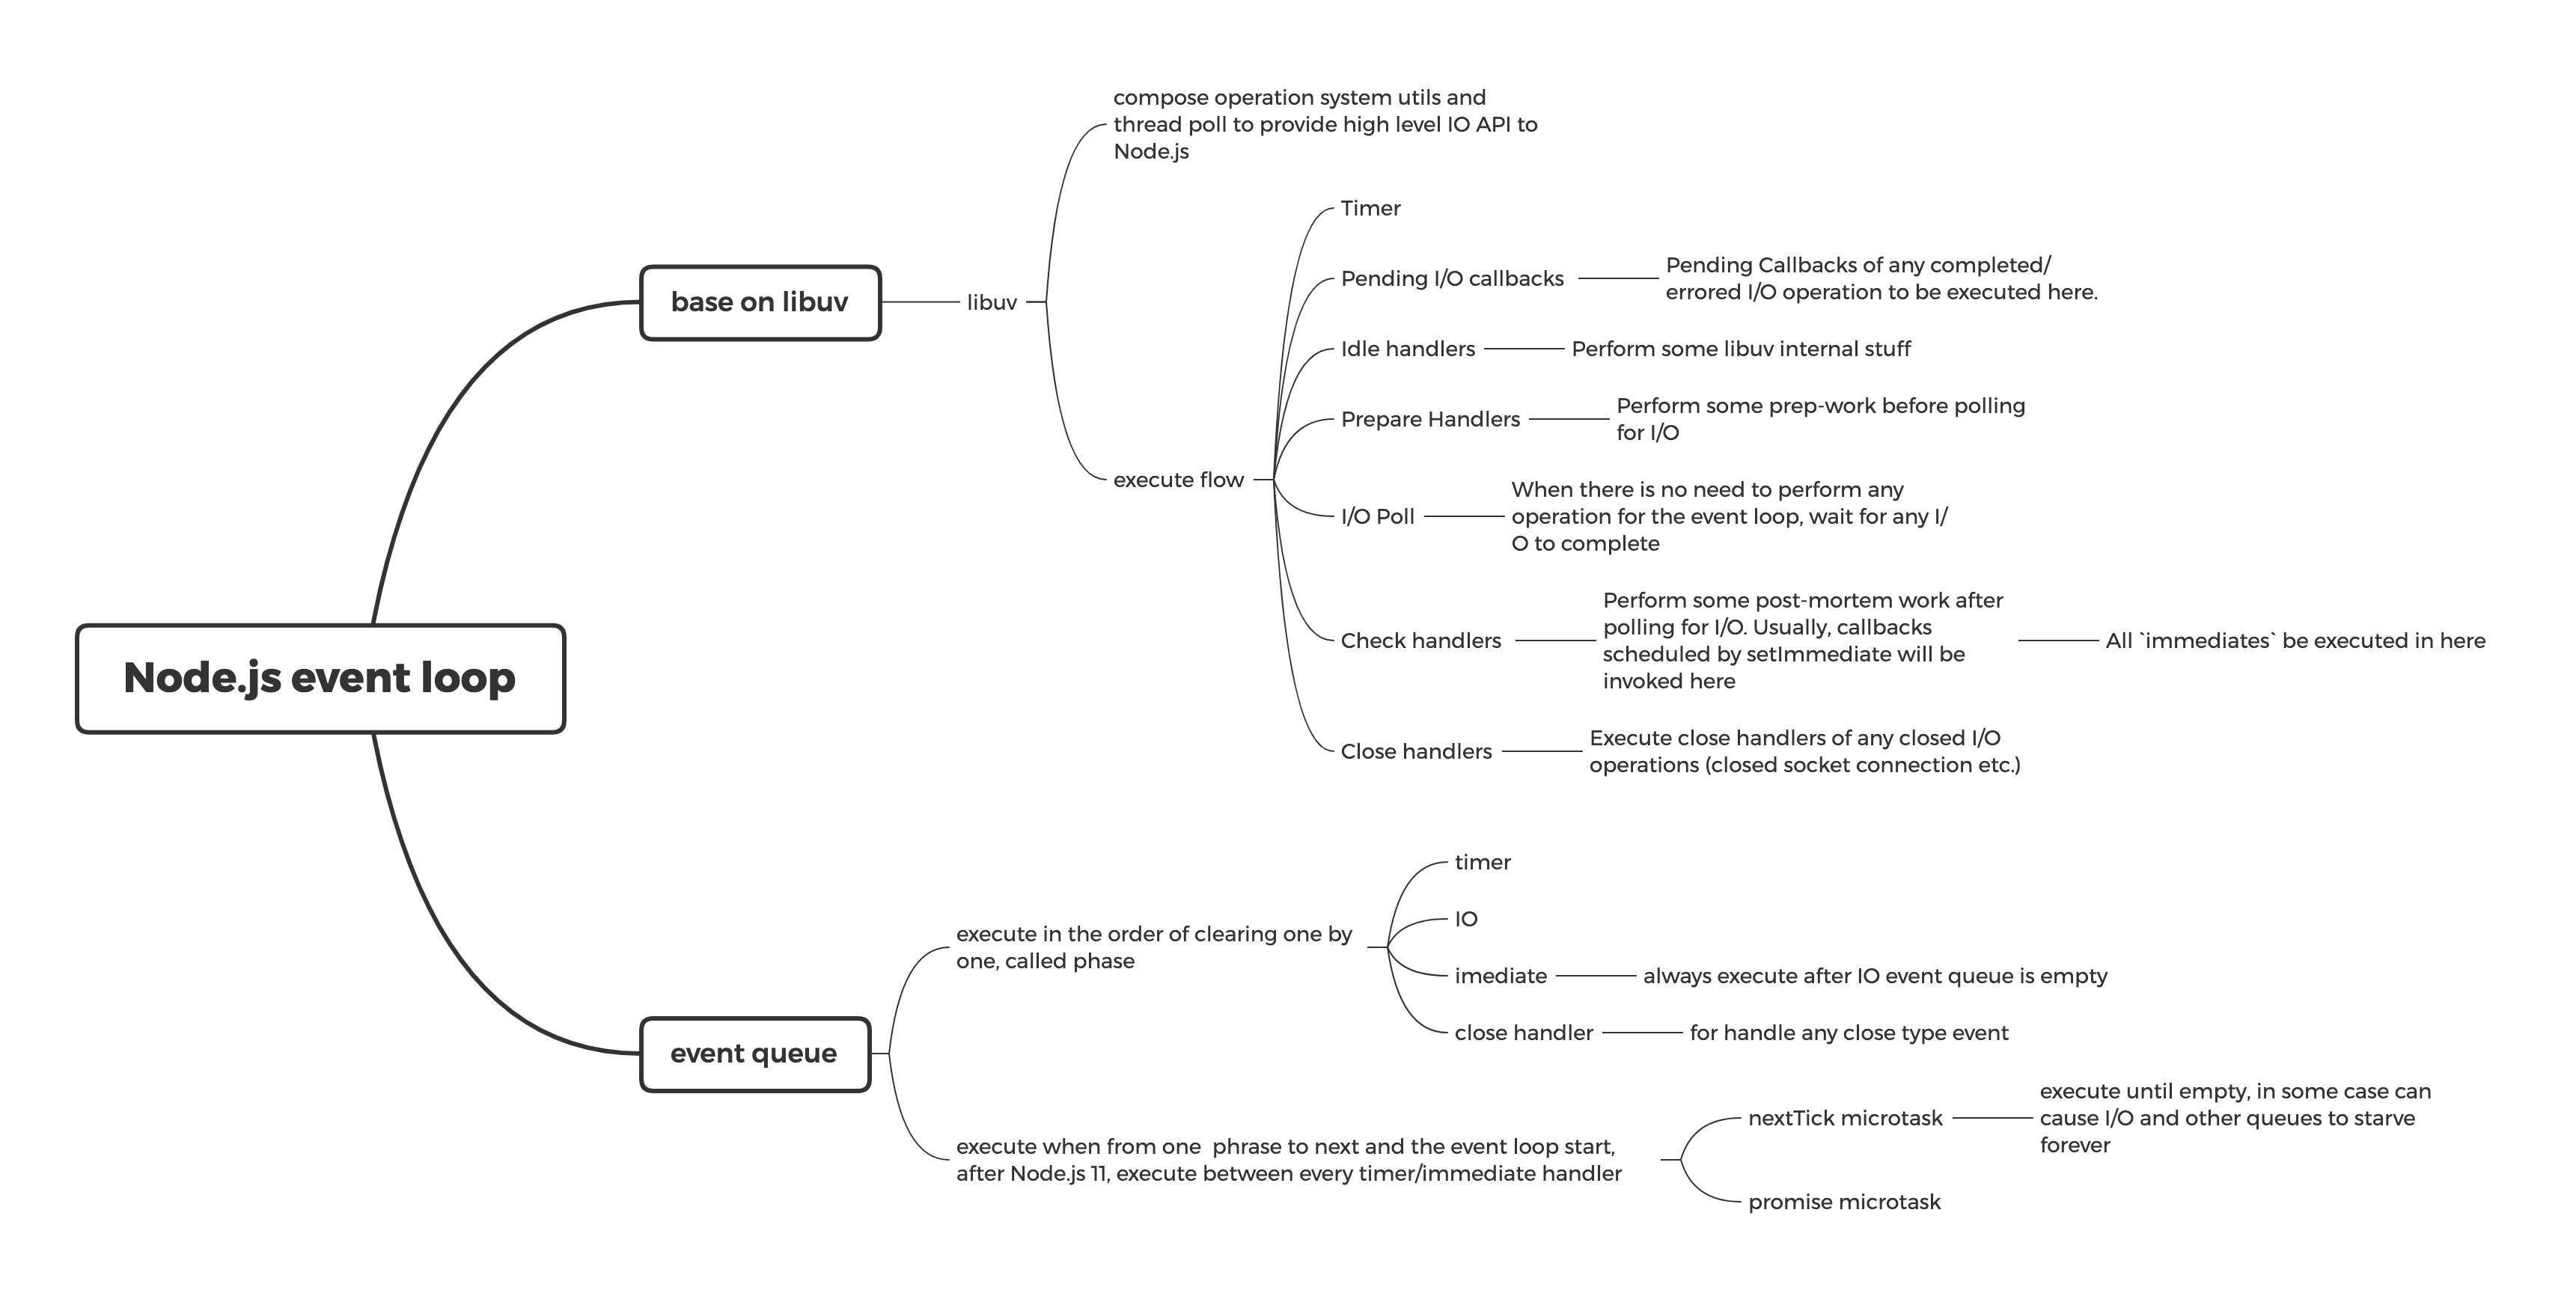 compose operation system utils and
thread poll to provide high level IO API to
Node.js
Timer
Pending I/O callbacks
Pending Callbacks of any completed/
errored I/O operation to be executed here.
base on libuv
libuv
Idle handlers
Perform some libuv internal stuff
Prepare Handlers
Perform some prep-work before polling
for I/O
execute flow
I/O Poll
When there is no need to perform any
operation for the event loop, wait for any I/
O to complete
Check handlers
Perform some post-mortem work after
polling for I/O. Usually, callbacks
scheduled by setImmediate will be
invoked here
All `immediates` be executed in here
Node.js event loop
Close handlers
Execute close handlers of any closed I/O
operations (closed socket connection etc.)
event queue
execute in the order of clearing one by
one, called phase
timer
IO
imediate
always execute after IO event queue is empty
close handler
for handle any close type event
execute when from one  phrase to next and the event loop start,
after Node.js 11, execute between every timer/immediate handler
nextTick microtask
execute until empty, in some case can
cause I/O and other queues to starve
forever
promise microtask